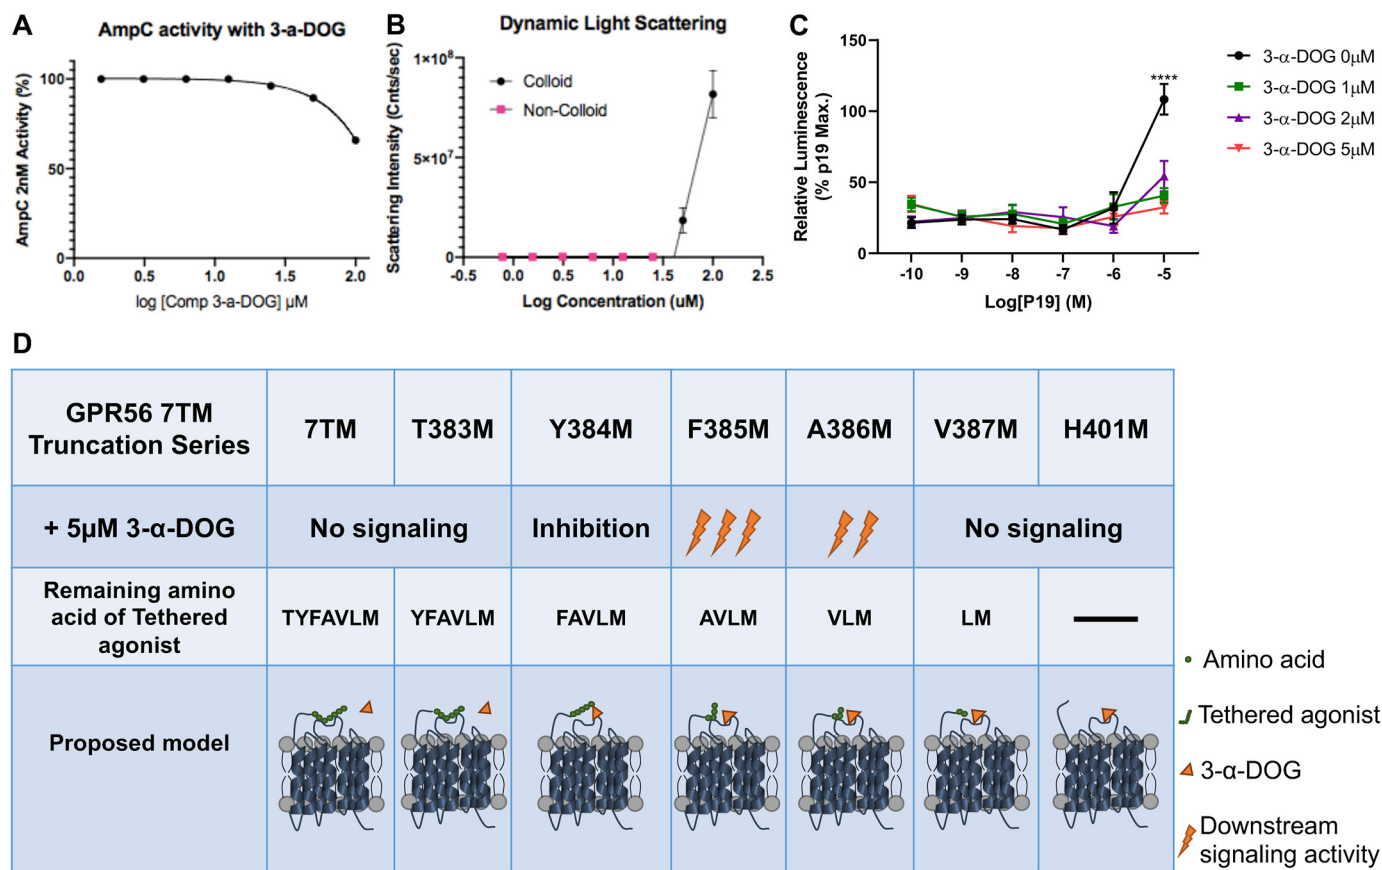 A
AmpC activity with 3-a-DOG
AmpC 2nM Activity (%)
100
50
0
0.0 0.5 1.0 1.5 2.0
log [Comp 3-a-DOG] µM
B
Dynamic Light Scattering
Scattering Intensity (Cnts/sec)
1×10⁸
5×10⁷
0
Colloid
Non-Colloid
-0.5 0.0 0.5 1.0 1.5 2.0 2.5
Log Concentration (uM)
C
Relative Luminescence
(% p19 Max.)
150
100
50
0
****
-10 -9 -8 -7 -6 -5
Log[P19] (M)
3-α-DOG 0µM
3-α-DOG 1µM
3-α-DOG 2µM
3-α-DOG 5µM
D
GPR56 7TM
Truncation Series
7TM
T383M
Y384M
F385M
A386M
V387M
H401M
+ 5µM 3-α-DOG
No signaling
Inhibition
No signaling
Remaining amino
acid of Tethered
agonist
TYFAVLM
YFAVLM
FAVLM
AVLM
VLM
LM
Proposed model
Amino acid
Tethered agonist
3-α-DOG
Downstream
signaling activity